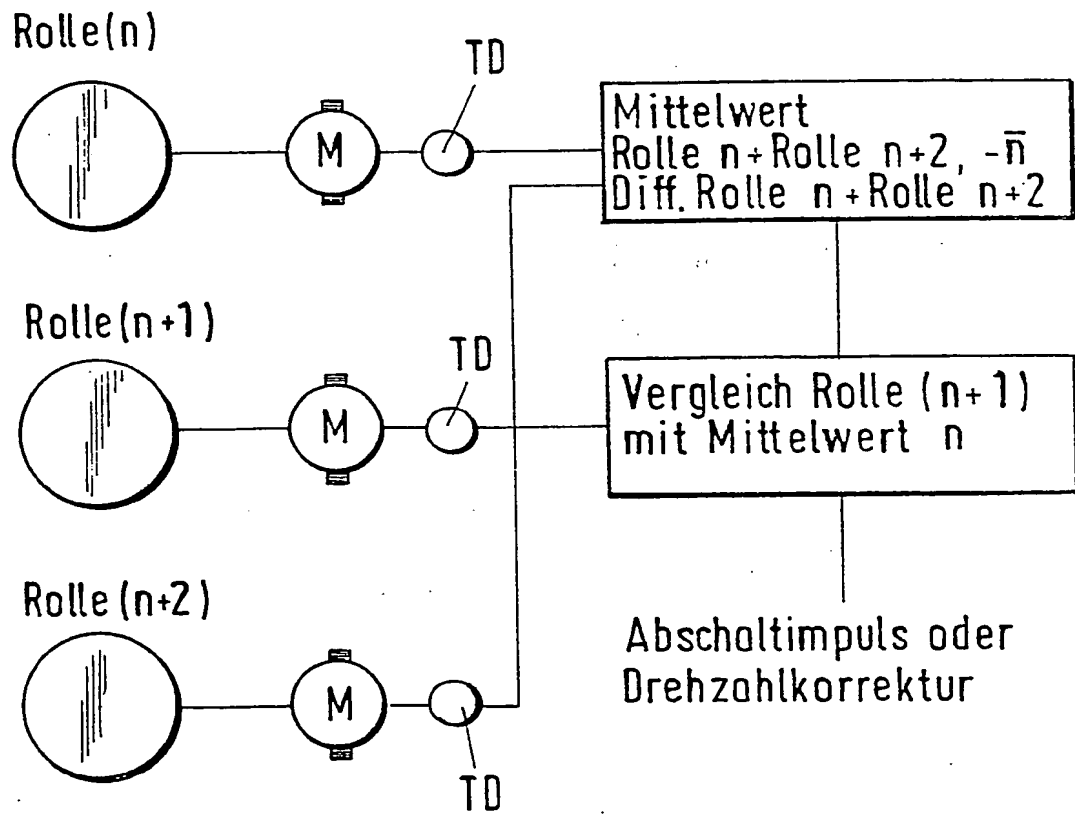 Rolle(n)
TD
M
Mittelwert
Rolle n+Rolle n+2, -n̅
Diff. Rolle n+Rolle n+2
Rolle(n+1)
TD
M
Vergleich Rolle (n+1)
mit Mittelwert n
Rolle(n+2)
M
TD
Abschaltimpuls oder
Drehzahlkorrektur